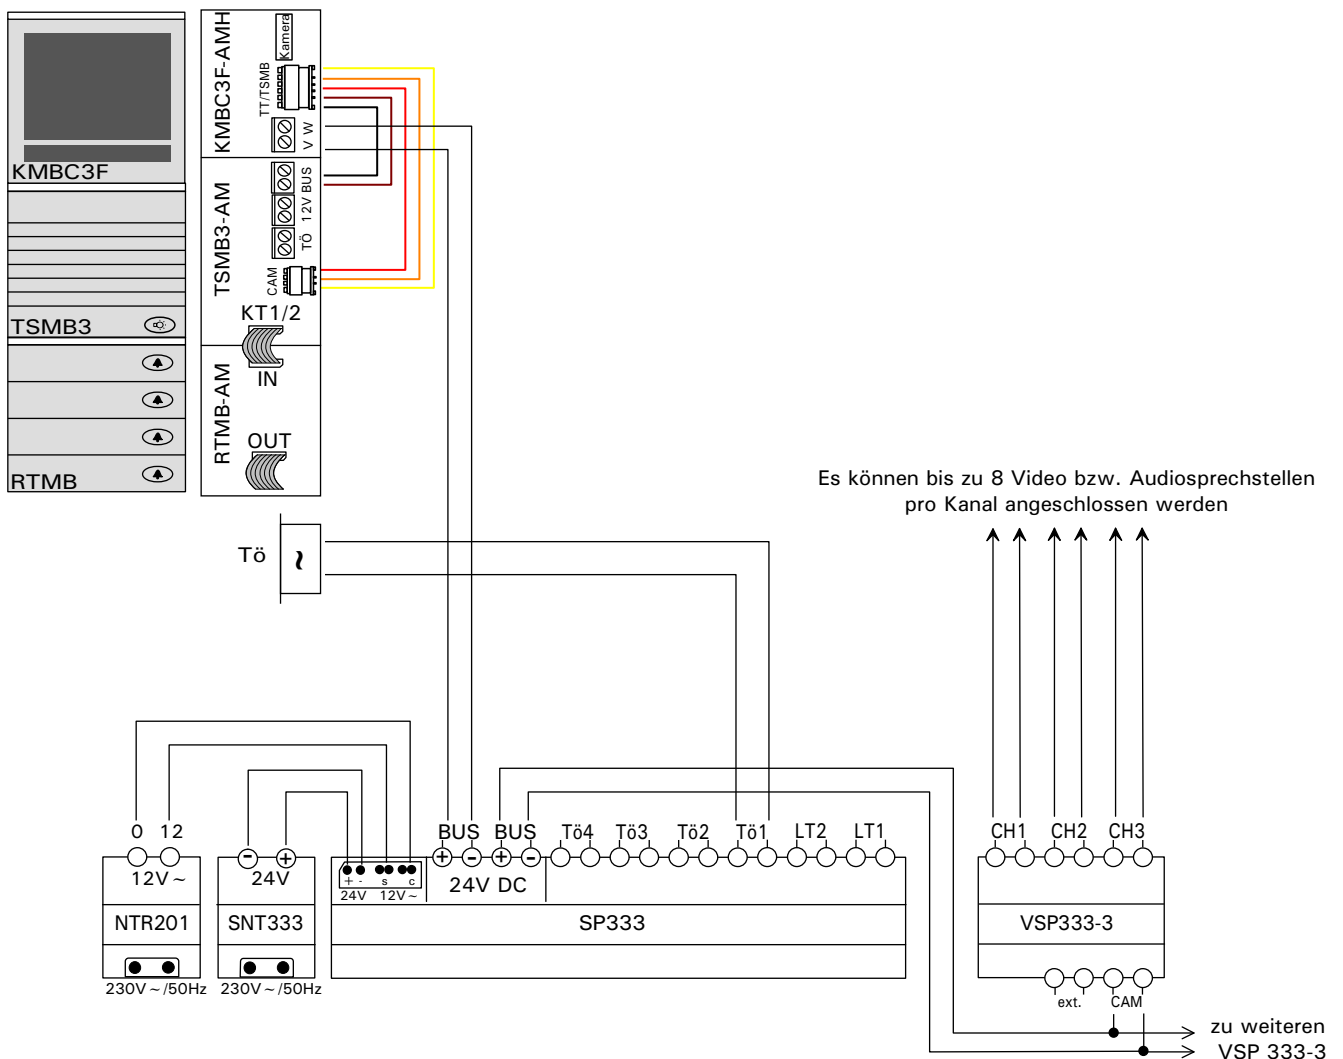 KMBC3F
TSMB3
RTMB
KMBC3F-AMH
Kamera
TT/TSMB
V W
TSMB3-AM
BUS
12V
TÖ
CAM
KT1/2
RTMB-AM
IN
OUT
Tö
~
Es können bis zu 8 Video bzw. Audiosprechstellen
pro Kanal angeschlossen werden
0 12
12V~
NTR201
230V~/50Hz
- +
24V
SNT333
230V~/50Hz
+ - s c
24V 12V~
BUS BUS Tö4 Tö3 Tö2 Tö1 LT2 LT1
+ - + -
24V DC
SP333
CH1 CH2 CH3
VSP333-3
ext. CAM
zu weiteren
VSP 333-3